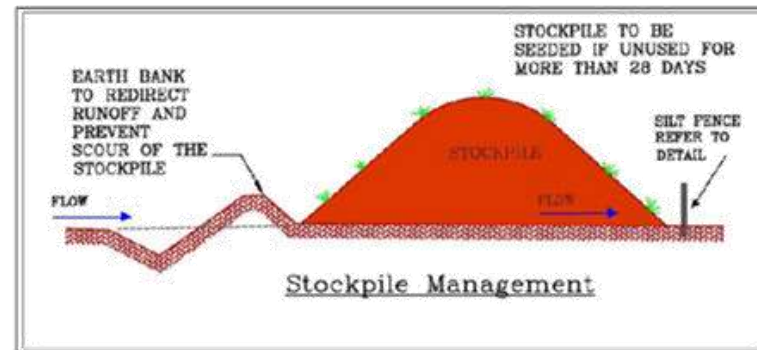 STOCKPILE TO BE
SEEDED IF UNUSED FOR
MORE THAN 28 DAYS
EARTH BANK
TO REDIRECT
RUNOFF AND
PREVENT
SCOUR OF THE
STOCKPILE
SILT FENCE
REFER TO
DETAIL
STOCKPILE
FLOW
FLOW
Stockpile Management